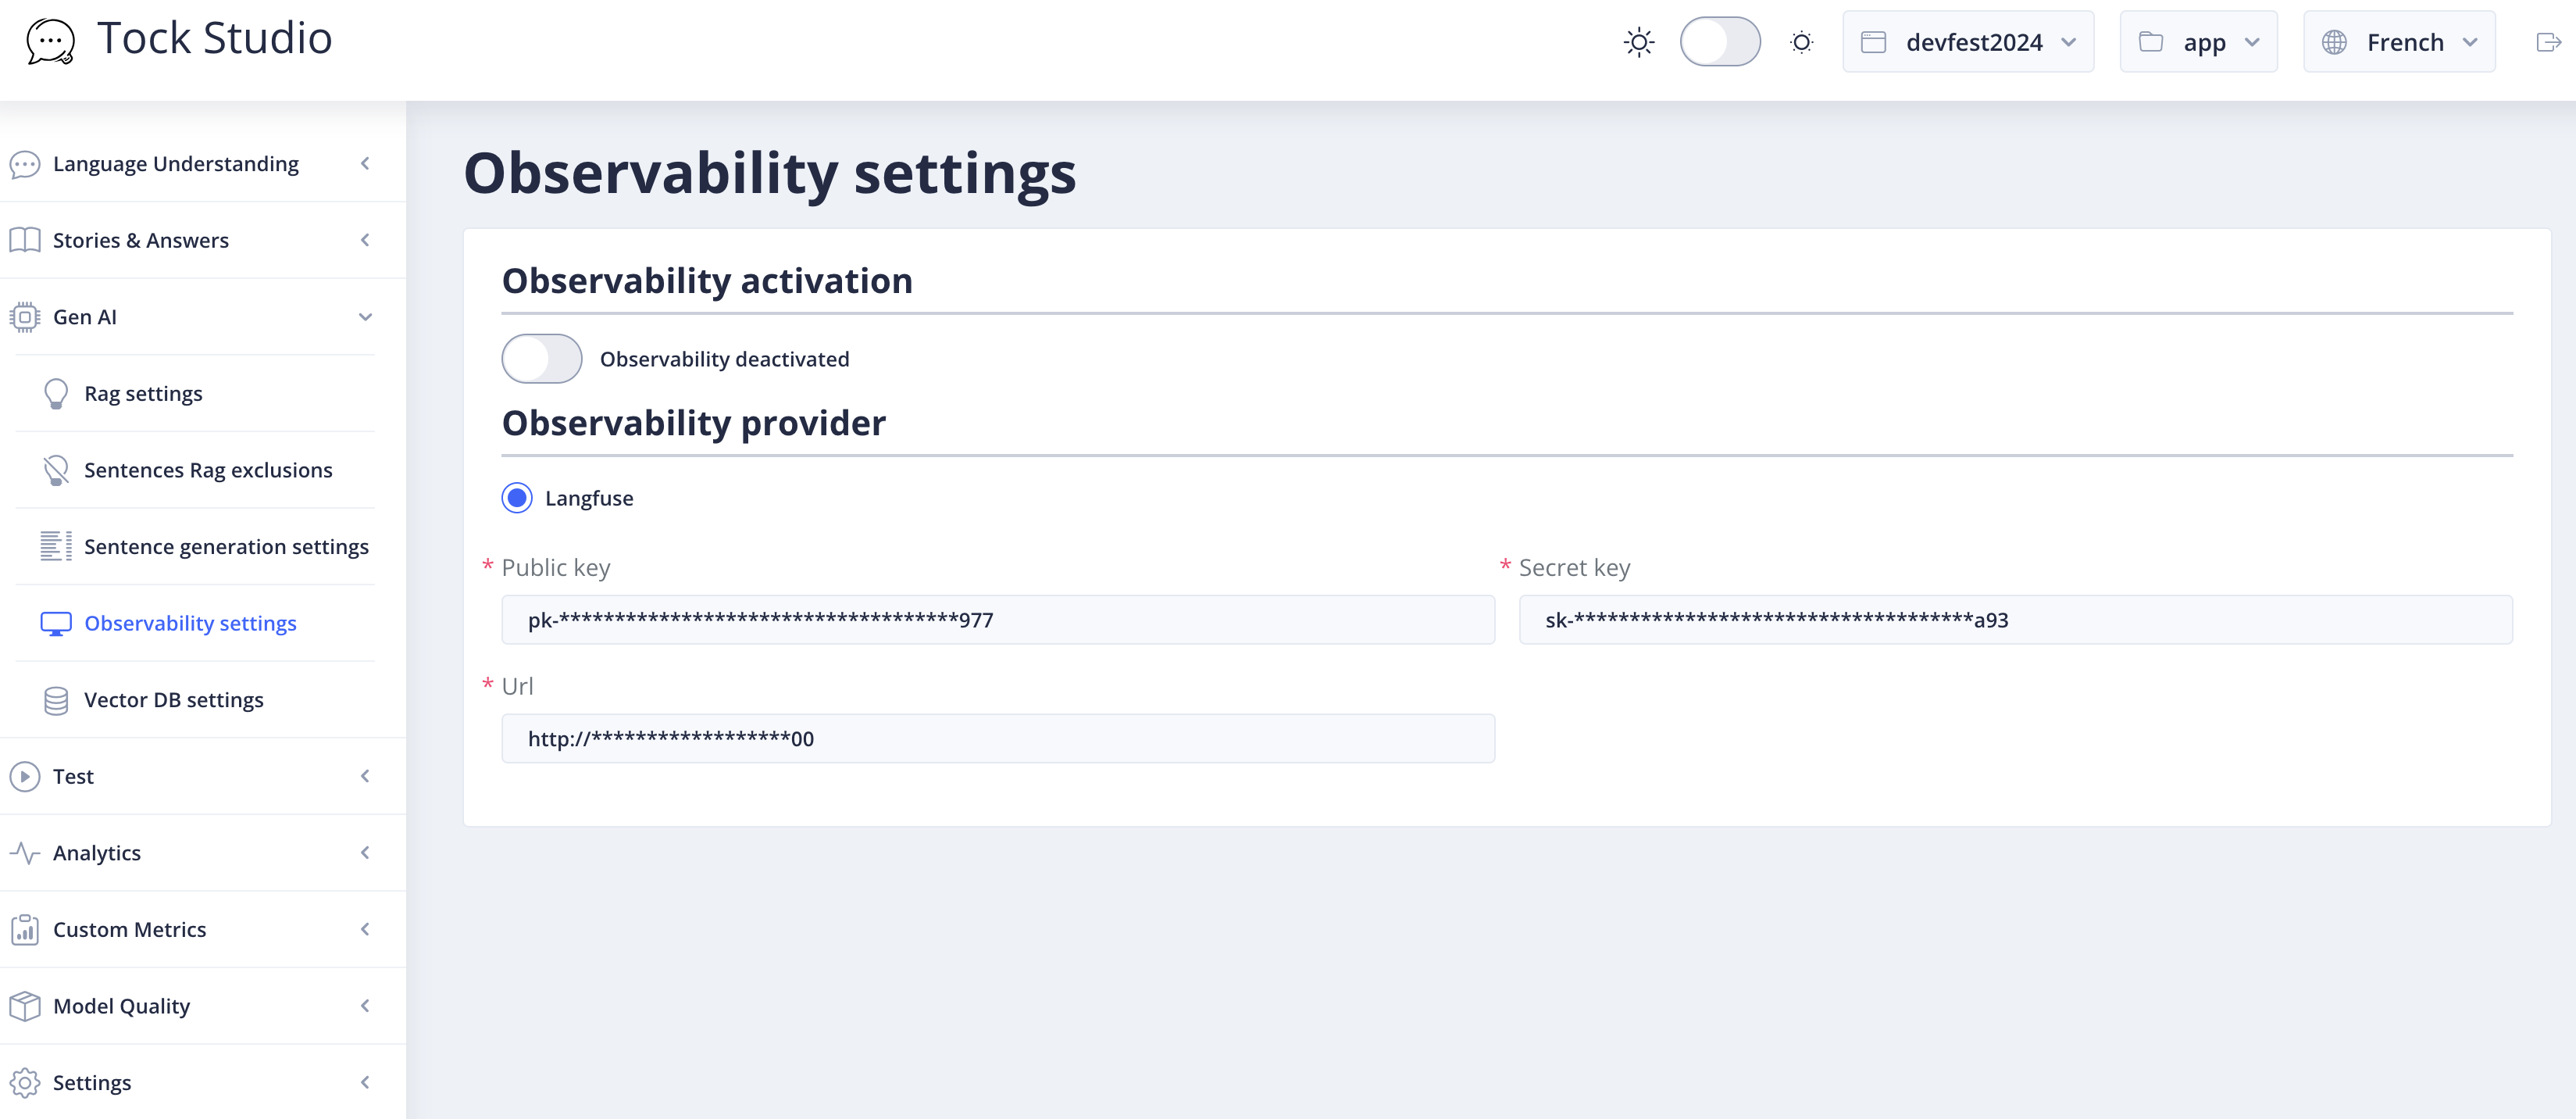 Tock Studio
devfest2024
app
French
Language Understanding
Stories & Answers
Gen AI
Rag settings
Sentences Rag exclusions
Sentence generation settings
Observability settings
Vector DB settings
Test
Analytics
Custom Metrics
Model Quality
Settings
Observability settings
Observability activation
Observability deactivated
Observability provider
Langfuse
* Public key
pk-************************************977
* Secret key
sk-************************************a93
* Url
http://******************00